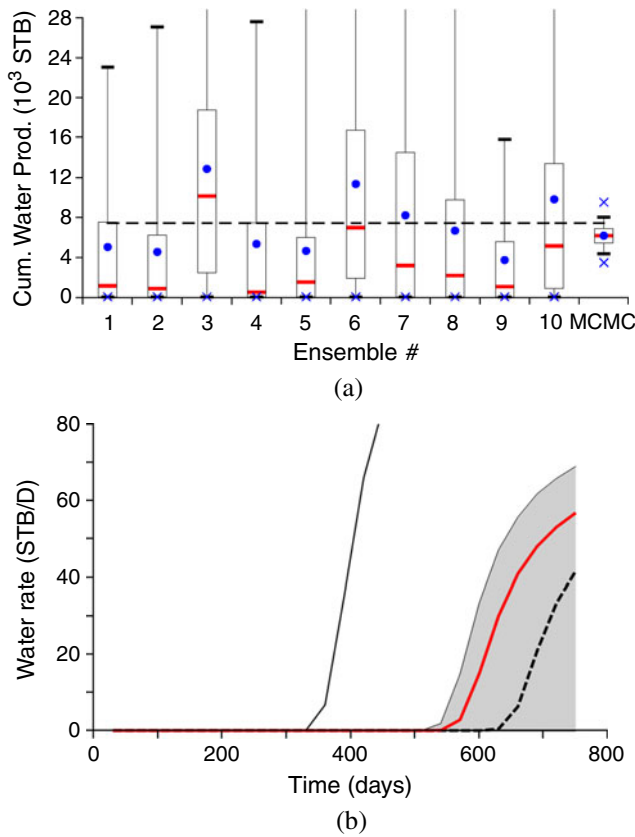 Cum. Water Prod. (10³ STB)
28
24
20
16
12
8
4
0
1 2 3 4 5 6 7 8 9 10 MCMC
Ensemble #
(a)
Water rate (STB/D)
80
60
40
20
0
0 200 400 600 800
Time (days)
(b)